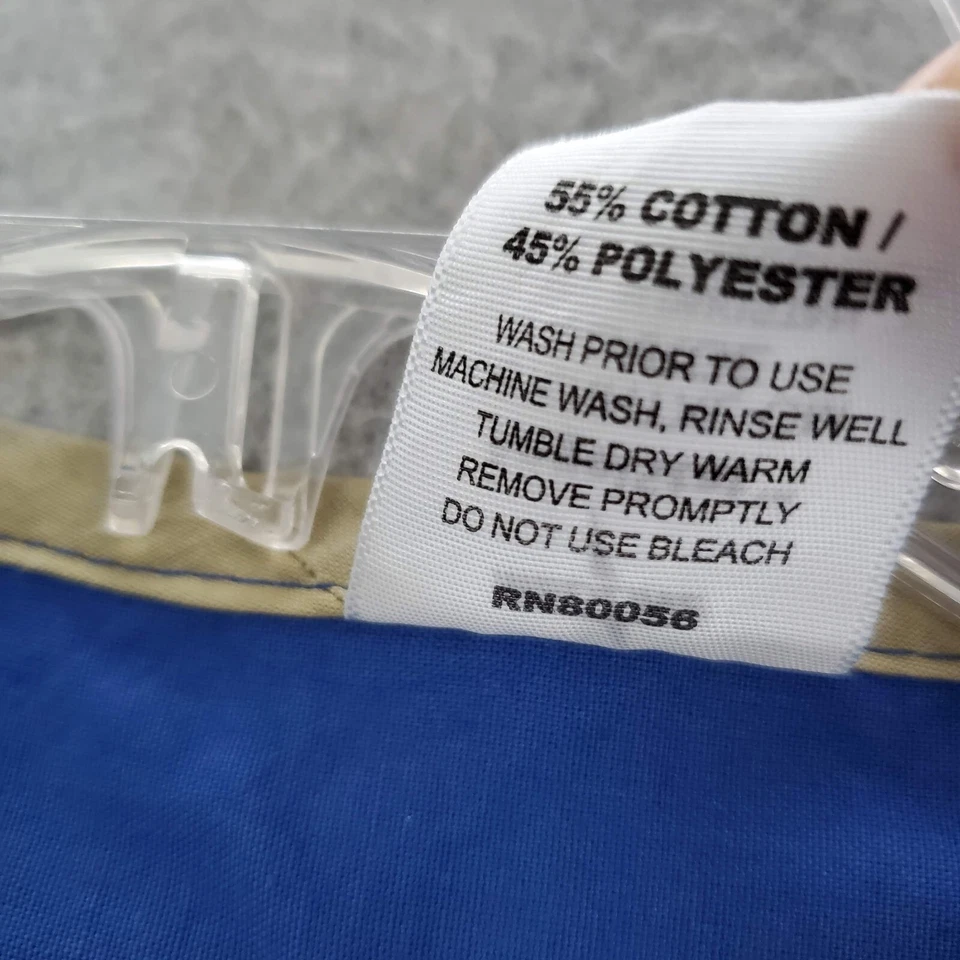 55% COTTON /
45% POLYESTER
WASH PRIOR TO USE
MACHINE WASH, RINSE WELL
TUMBLE DRY WARM
REMOVE PROMPTLY
DO NOT USE BLEACH
RN80056